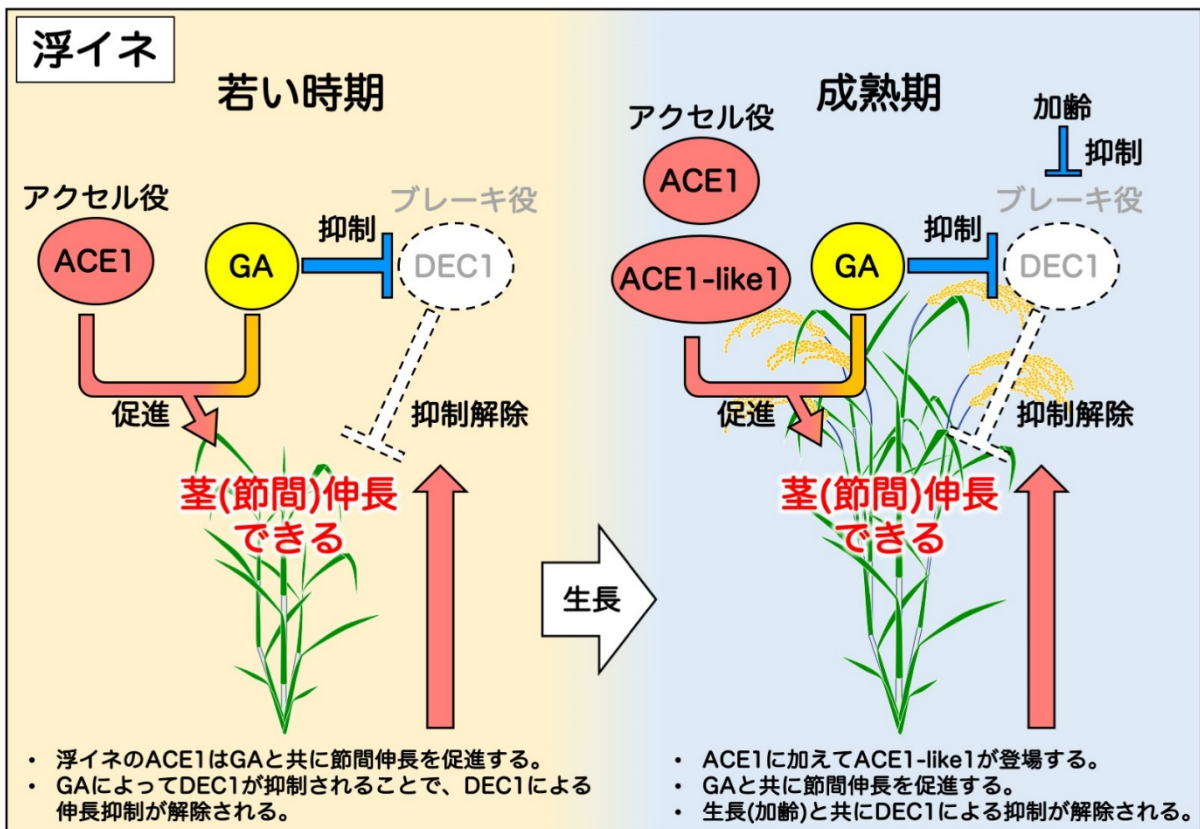 浮イネ
若い時期
アクセル役
ACE1
GA
抑制
ブレーキ役
DEC1
促進
抑制解除
茎(節間)伸長
できる
・ 浮イネのACE1はGAと共に節間伸長を促進する。
・ GAによってDEC1が抑制されることで、DEC1による
伸長抑制が解除される。
生長
成熟期
アクセル役
ACE1
ACE1-like1
GA
抑制
加齢
抑制
ブレーキ役
DEC1
促進
抑制解除
茎(節間)伸長
できる
・ ACE1に加えてACE1-like1が登場する。
・ GAと共に節間伸長を促進する。
・ 生長(加齢)と共にDEC1による抑制が解除される。